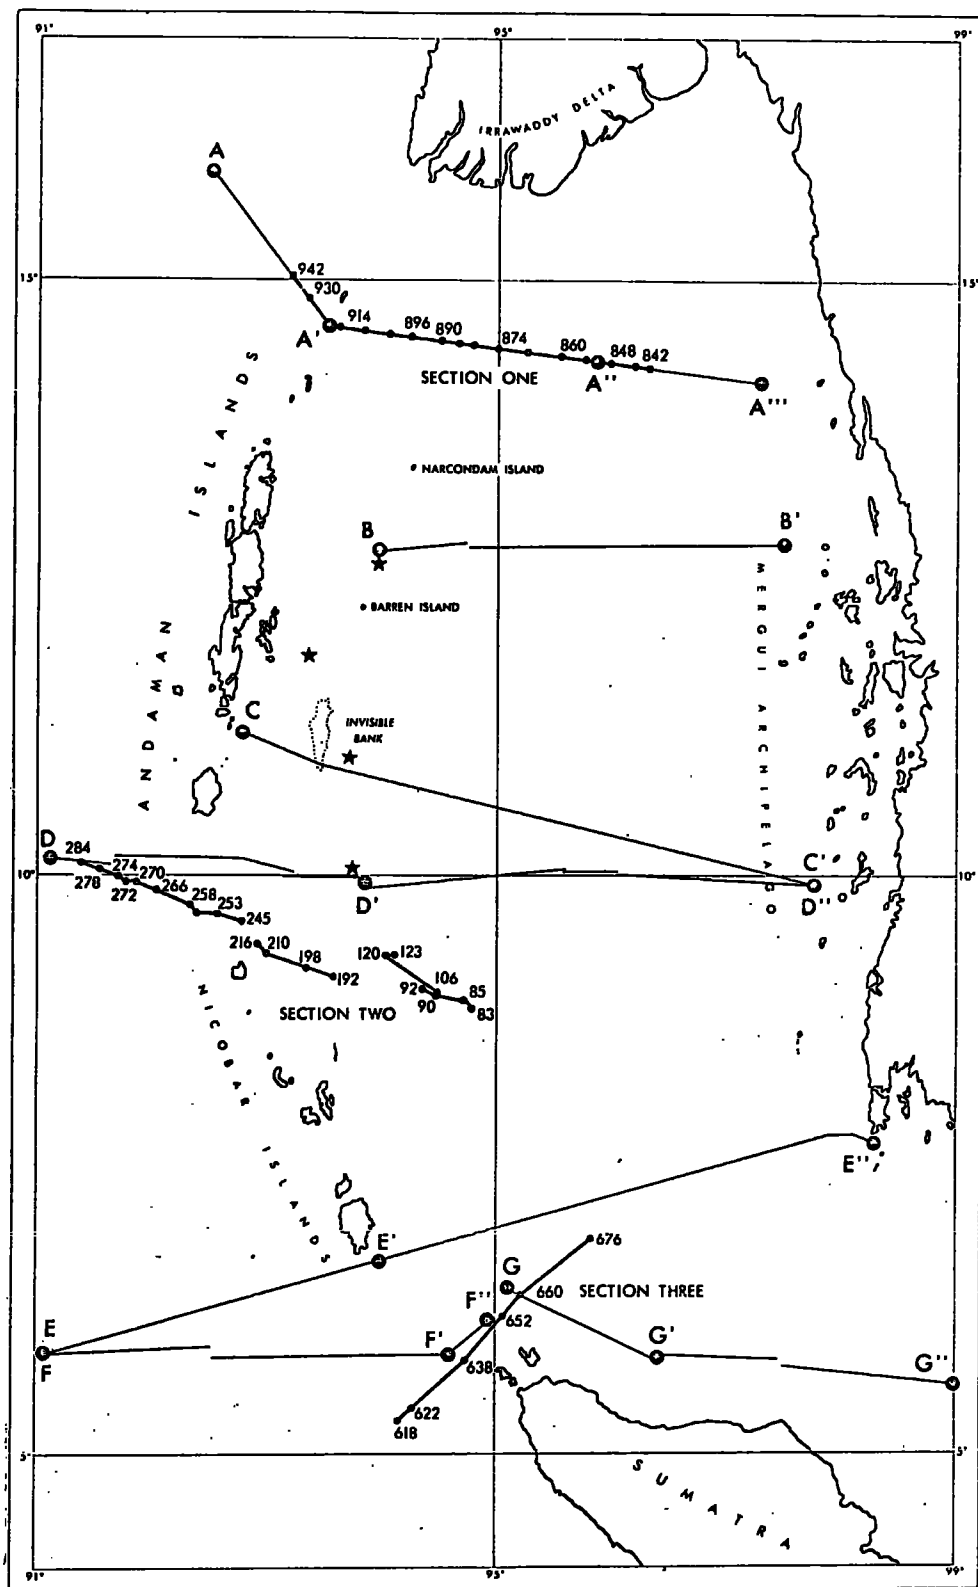 91° 95° 99°
IRRAWADDY DELTA
A
15° 15°
942
930
A' 914 896 890 874 860 A'' 848 842
SECTION ONE
A'''
NARCONDAM ISLAND
B B'
BARREN ISLAND
ANDAMAN ISLANDS
MERGUI ARCHIPELA
C
INVISIBLE
BANK
D 284
10°
278 274 272 270 266 258 253 245
D'
C'
D''
216 210 198 192
120 123
92 90 106 85 83
SECTION TWO
NICOBAR ISLANDS
E''
E'
676
G
660 SECTION THREE
F''
652
E
F
F'
638
G'
G''
622
618
5° 5°
SUMATRA
91° 95° 99°